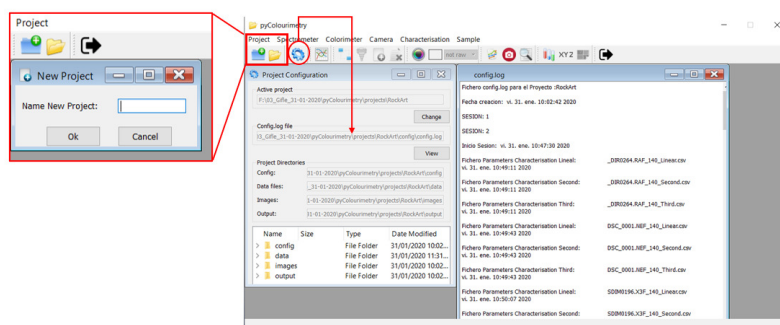 Project
New Project
Name New Project:
Ok
Cancel
pyColourimetry
Project Spectrometer Colorimeter Camera Characterisation Sample
XYZ
Project Configuration
Active project
F:\03_Gifle_31-01-2020\pyColourimetry\projects\RockArt
Change
Config.log file
03_Gifle_31-01-2020\pyColourimetry\projects\RockArt\config\config.log
View
Project Directories
Config: 31-01-2020\pyColourimetry\projects\RockArt\config
Data files: _31-01-2020\pyColourimetry\projects\RockArt\data
Images: 1-01-2020\pyColourimetry\projects\RockArt\images
Output: 31-01-2020\pyColourimetry\projects\RockArt\output
Name Size Type Date Modified
config File Folder 31/01/2020 10:02...
data File Folder 31/01/2020 11:31...
images File Folder 31/01/2020 10:02...
output File Folder 31/01/2020 10:02...
config.log
Fichero config.log para el Proyecto :RockArt
Fecha creacion: vi. 31. ene. 10:02:42 2020
SESION: 1
SESION: 2
Inicio Sesion: vi. 31. ene. 10:47:30 2020
Fichero Parameters Characterisation Lineal: _DIR0264.RAF_140_Linear.csv
vi. 31. ene. 10:49:11 2020
Fichero Parameters Characterisation Second: _DIR0264.RAF_140_Second.csv
vi. 31. ene. 10:49:11 2020
Fichero Parameters Characterisation Third: _DIR0264.RAF_140_Third.csv
vi. 31. ene. 10:49:11 2020
Fichero Parameters Characterisation Lineal: DSC_0001.NEF_140_Linear.csv
vi. 31. ene. 10:49:43 2020
Fichero Parameters Characterisation Second: DSC_0001.NEF_140_Second.csv
vi. 31. ene. 10:49:43 2020
Fichero Parameters Characterisation Third: DSC_0001.NEF_140_Third.csv
vi. 31. ene. 10:49:43 2020
Fichero Parameters Characterisation Lineal: SDIM0196.X3F_140_Linear.csv
vi. 31. ene. 10:50:07 2020
Fichero Parameters Characterisation Second: SDIM0196.X3F_140_Second.csv